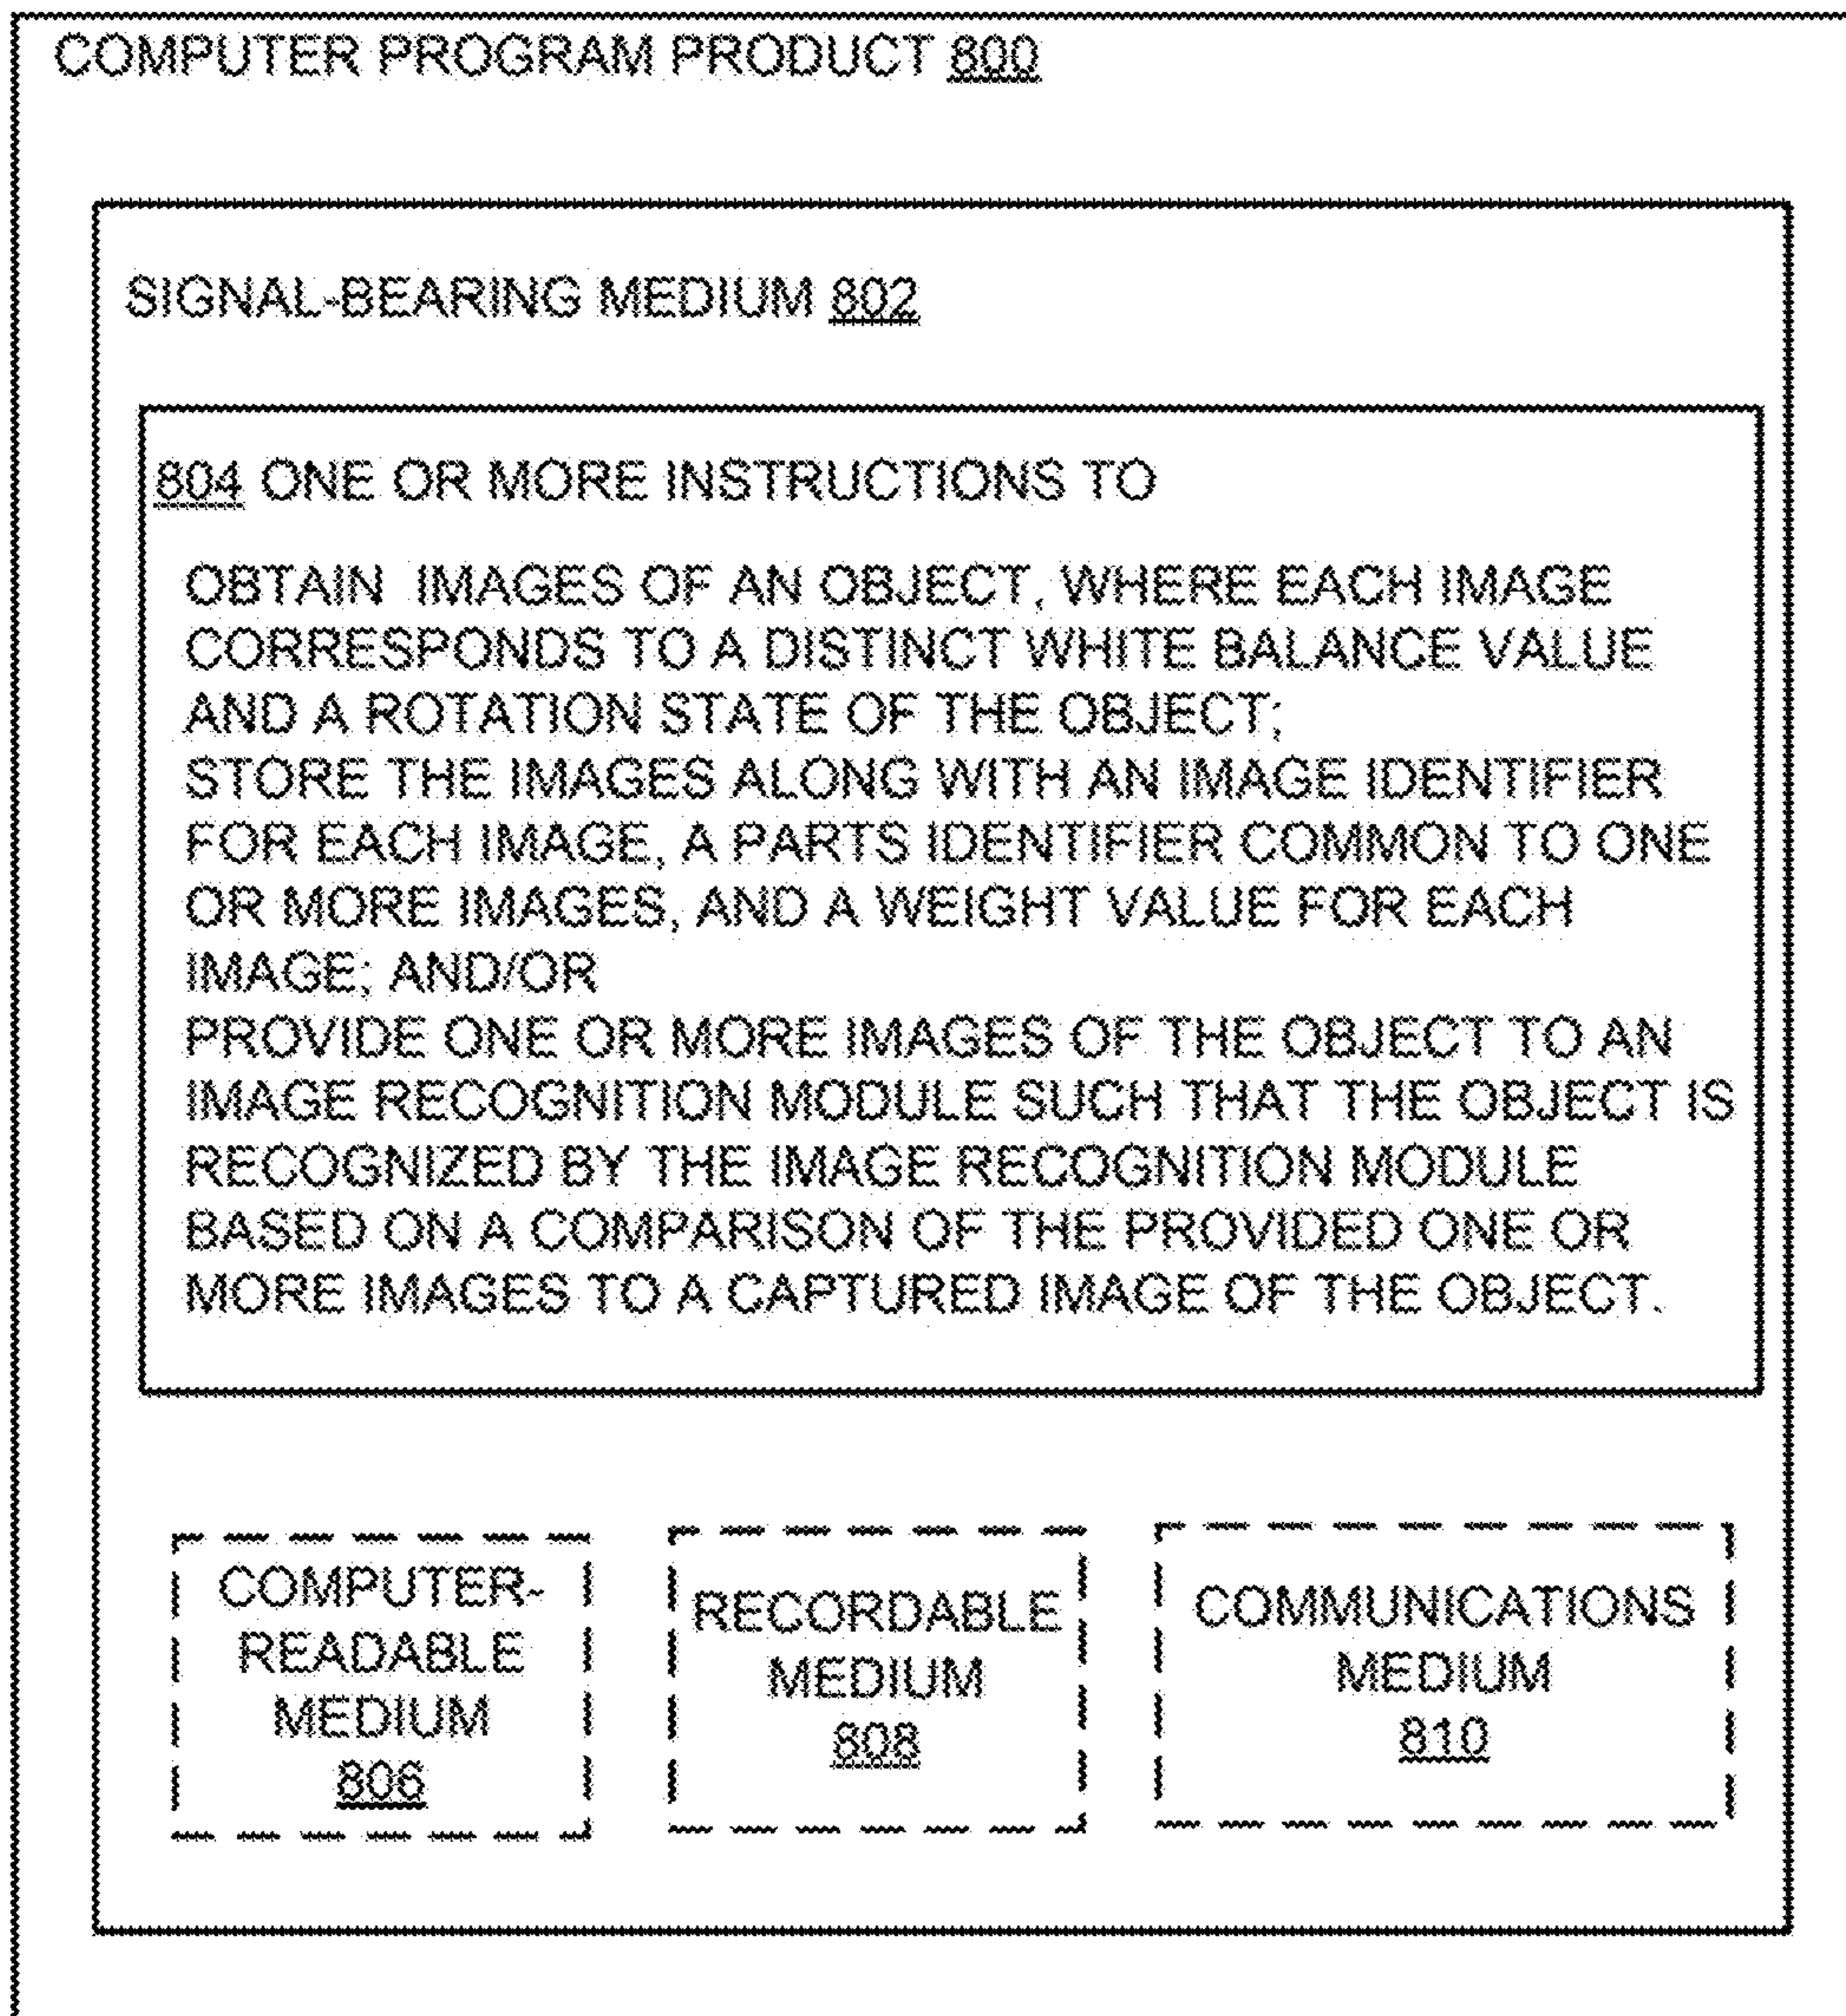 COMPUTER PROGRAM PRODUCT 800
SIGNAL-BEARING MEDIUM 802
804 ONE OR MORE INSTRUCTIONS TO
OBTAIN IMAGES OF AN OBJECT, WHERE EACH IMAGE
CORRESPONDS TO A DISTINCT WHITE BALANCE VALUE
AND A ROTATION STATE OF THE OBJECT;
STORE THE IMAGES ALONG WITH AN IMAGE IDENTIFIER
FOR EACH IMAGE, A PARTS IDENTIFIER COMMON TO ONE
OR MORE IMAGES, AND A WEIGHT VALUE FOR EACH
IMAGE; AND/OR
PROVIDE ONE OR MORE IMAGES OF THE OBJECT TO AN
IMAGE RECOGNITION MODULE SUCH THAT THE OBJECT IS
RECOGNIZED BY THE IMAGE RECOGNITION MODULE
BASED ON A COMPARISON OF THE PROVIDED ONE OR
MORE IMAGES TO A CAPTURED IMAGE OF THE OBJECT.
COMPUTER-
READABLE
MEDIUM
806
RECORDABLE
MEDIUM
808
COMMUNICATIONS
MEDIUM
810